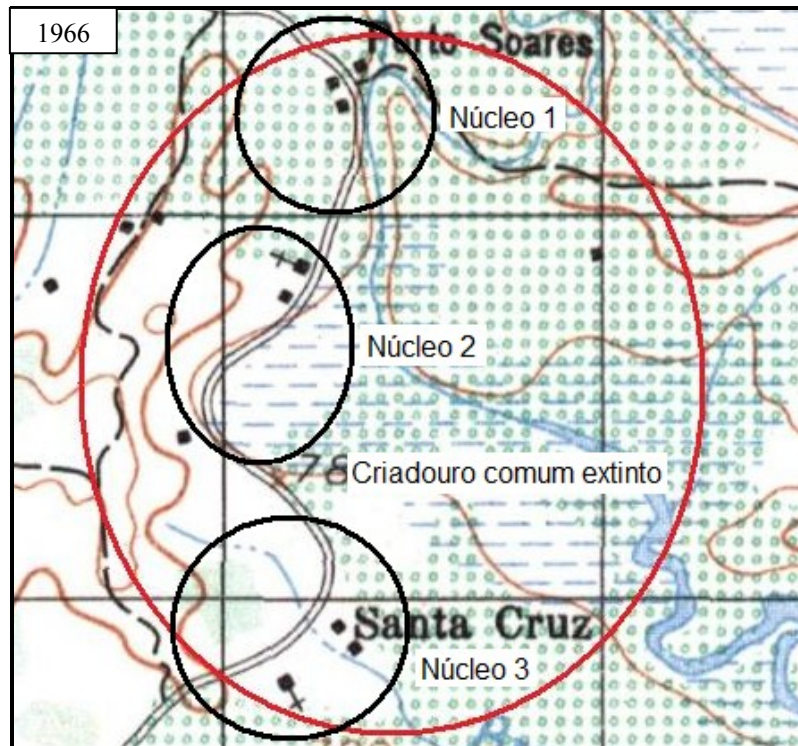 1966
Porto Soares
Núcleo 1
Núcleo 2
Criadouro comum extinto
Santa Cruz
Núcleo 3